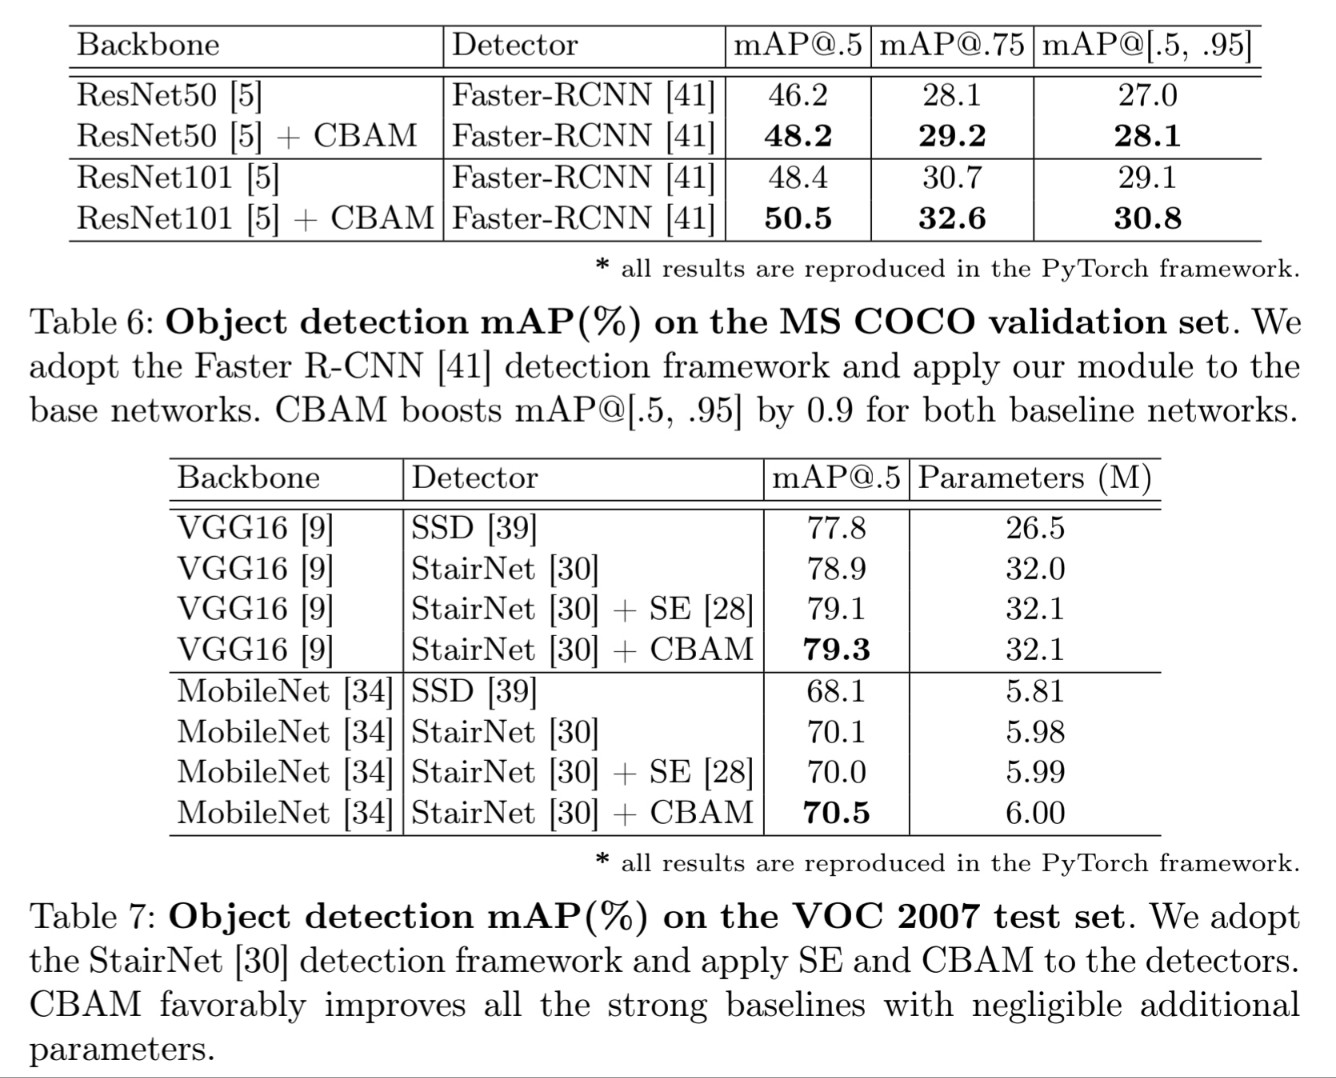 Backbone Detector mAP@.5 mAP@.75 mAP@[.5, .95]
ResNet50 [5] Faster-RCNN [41] 46.2 28.1 27.0
ResNet50 [5] + CBAM Faster-RCNN [41] 48.2 29.2 28.1
ResNet101 [5] Faster-RCNN [41] 48.4 30.7 29.1
ResNet101 [5] + CBAM Faster-RCNN [41] 50.5 32.6 30.8
* all results are reproduced in the PyTorch framework.
Table 6: Object detection mAP(%) on the MS COCO validation set. We
adopt the Faster R-CNN [41] detection framework and apply our module to the
base networks. CBAM boosts mAP@[.5, .95] by 0.9 for both baseline networks.
Backbone Detector mAP@.5 Parameters (M)
VGG16 [9] SSD [39] 77.8 26.5
VGG16 [9] StairNet [30] 78.9 32.0
VGG16 [9] StairNet [30] + SE [28] 79.1 32.1
VGG16 [9] StairNet [30] + CBAM 79.3 32.1
MobileNet [34] SSD [39] 68.1 5.81
MobileNet [34] StairNet [30] 70.1 5.98
MobileNet [34] StairNet [30] + SE [28] 70.0 5.99
MobileNet [34] StairNet [30] + CBAM 70.5 6.00
* all results are reproduced in the PyTorch framework.
Table 7: Object detection mAP(%) on the VOC 2007 test set. We adopt
the StairNet [30] detection framework and apply SE and CBAM to the detectors.
CBAM favorably improves all the strong baselines with negligible additional
parameters.